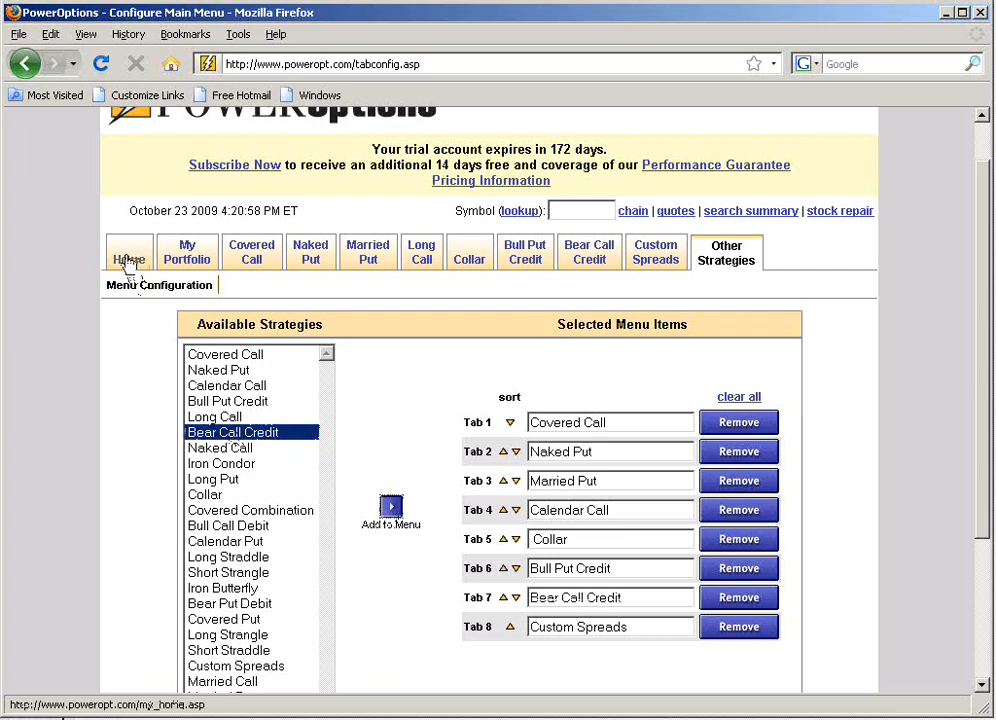 PowerOptions - Configure Main Menu - Mozilla Firefox
File Edit View History Bookmarks Tools Help
http://www.poweropt.com/tabconfig.asp
Google
Most Visited Customize Links Free Hotmail Windows
POWEROptions
Your trial account expires in 172 days.
Subscribe Now to receive an additional 14 days free and coverage of our Performance Guarantee
Pricing Information
October 23 2009 4:20:58 PM ET
Symbol (lookup): chain | quotes | search summary | stock repair
Home
My Portfolio
Covered Call
Naked Put
Married Put
Long Call
Collar
Bull Put Credit
Bear Call Credit
Custom Spreads
Other Strategies
Menu Configuration
Available Strategies
Selected Menu Items
Covered Call
Naked Put
Calendar Call
Bull Put Credit
Long Call
Bear Call Credit
Naked Call
Iron Condor
Long Put
Collar
Covered Combination
Bull Call Debit
Calendar Put
Long Straddle
Short Strangle
Iron Butterfly
Bear Put Debit
Covered Put
Long Strangle
Short Straddle
Custom Spreads
Married Call
Add to Menu
sort
clear all
Tab 1 Covered Call Remove
Tab 2 Naked Put Remove
Tab 3 Married Put Remove
Tab 4 Calendar Call Remove
Tab 5 Collar Remove
Tab 6 Bull Put Credit Remove
Tab 7 Bear Call Credit Remove
Tab 8 Custom Spreads Remove
http://www.poweropt.com/my_home.asp